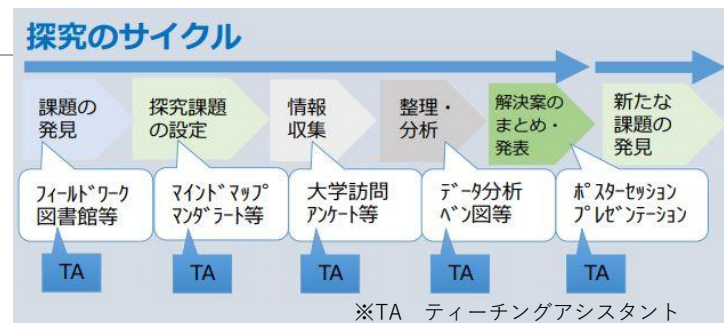 探究のサイクル
課題の
発見
探究課題
の設定
情報
収集
整理・
分析
解決案の
まとめ・
発表
新たな
課題の
発見
ﾌｨｰﾙﾄﾞﾜｰｸ
図書館等
ﾏｲﾝﾄﾞﾏｯﾌﾟ
ﾏﾝﾀﾞﾗｰﾄ等
大学訪問
ｱﾝｹｰﾄ等
ﾃﾞｰﾀ分析
ﾍﾞﾝ図等
ﾎﾟｽﾀｰｾｯｼｮﾝ
ﾌﾟﾚｾﾞﾝﾃｰｼｮﾝ
TA
TA
TA
TA
TA
※TA　ティーチングアシスタント